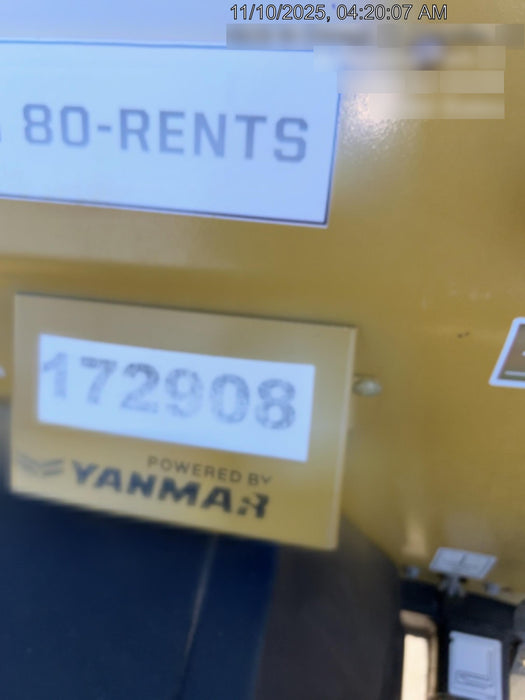 11/10/2025, 04:20:07 AM
80-RENTS
172908
POWERED BY
YANMAR